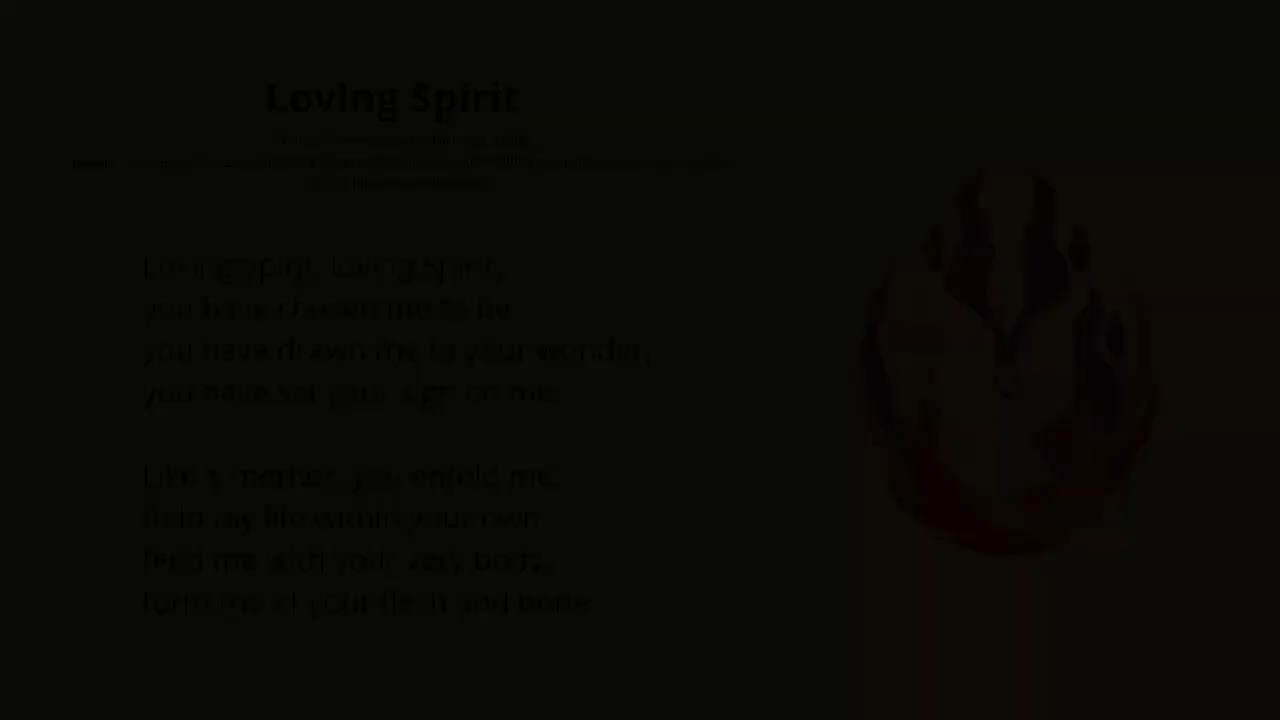 Loving Spirit
Loving Spirit, loving Spirit,
you have chosen me to be
you have drawn me to your wonder,
you have set your sign on me.
Like a mother, you enfold me,
hold my life within your own,
feed me with your very body,
form me of your flesh and bone.